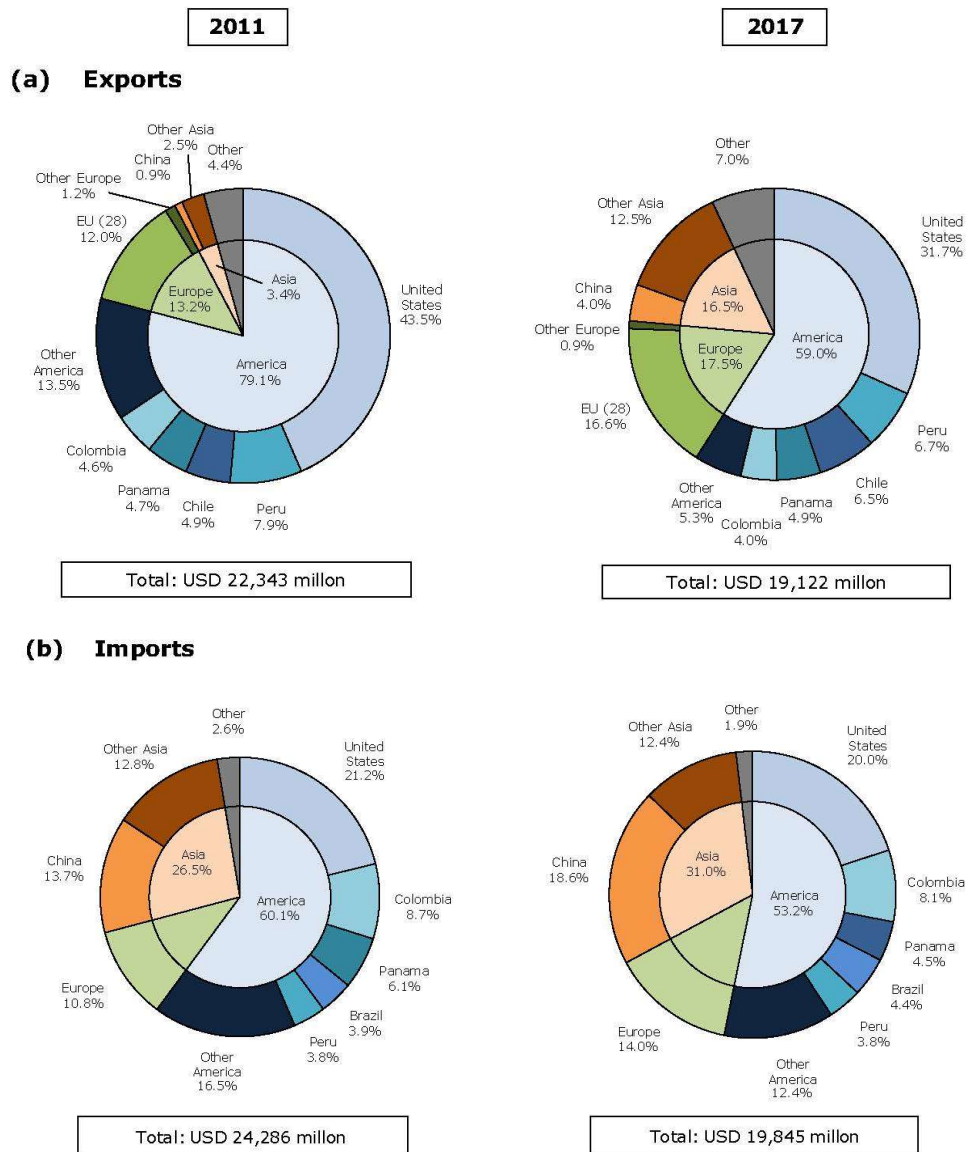 2011
2017
(a) Exports
Other Asia
2.5%
China
0.9%
Other
4.4%
Other Europe
1.2%
EU (28)
12.0%
Europe
13.2%
Asia
3.4%
United
States
43.5%
America
79.1%
Other
America
13.5%
Colombia
4.6%
Panama
4.7%
Chile
4.9%
Peru
7.9%
Total: USD 22,343 millon
Other
7.0%
Other Asia
12.5%
United
States
31.7%
China
4.0%
Asia
16.5%
Other Europe
0.9%
America
59.0%
Europe
17.5%
EU (28)
16.6%
Peru
6.7%
Chile
6.5%
Other
America
5.3%
Panama
4.9%
Colombia
4.0%
Total: USD 19,122 millon
(b) Imports
Other
2.6%
Other Asia
12.8%
United
States
21.2%
China
13.7%
Asia
26.5%
America
60.1%
Colombia
8.7%
Europe
10.8%
Panama
6.1%
Brazil
3.9%
Peru
3.8%
Other
America
16.5%
Total: USD 24,286 millon
Other
1.9%
Other Asia
12.4%
United
States
20.0%
China
18.6%
Asia
31.0%
America
53.2%
Colombia
8.1%
Panama
4.5%
Brazil
4.4%
Europe
14.0%
Peru
3.8%
Other
America
12.4%
Total: USD 19,845 millon